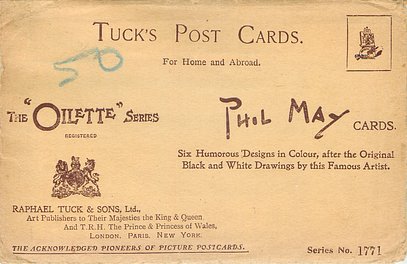 TUCK'S POST CARDS.
For Home and Abroad.
50
THE "OILETTE" SERIES
REGISTERED
PHIL MAY CARDS.
Six Humorous Designs in Colour, after the Original
Black and White Drawings by this Famous Artist.
RAPHAEL TUCK & SONS, Ltd.,
Art Publishers to Their Majesties the King & Queen
And T.R.H. The Prince & Princess of Wales,
LONDON. PARIS. NEW YORK.
THE ACKNOWLEDGED PIONEERS OF PICTURE POSTCARDS.
Series No. 1771